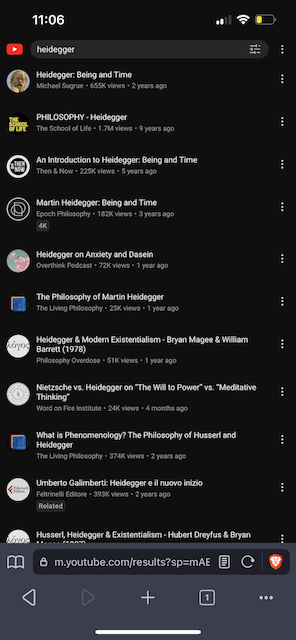 11:06
heidegger
Heidegger: Being and Time
Michael Sugrue • 655K views • 2 years ago
THE SCHOOL OF LIFE
PHILOSOPHY - Heidegger
The School of Life • 1.7M views • 9 years ago
THEN & NOW
An Introduction to Heidegger: Being and Time
Then & Now • 225K views • 5 years ago
Martin Heidegger: Being and Time
Epoch Philosophy • 182K views • 3 years ago
4K
Heidegger on Anxiety and Dasein
Overthink Podcast • 72K views • 1 year ago
The Philosophy of Martin Heidegger
The Living Philosophy • 25K views • 1 year ago
λόγος
Heidegger & Modern Existentialism - Bryan Magee & William
Barrett (1978)
Philosophy Overdose • 51K views • 1 year ago
Nietzsche vs. Heidegger on “The Will to Power” vs. “Meditative
Thinking”
Word on Fire Institute • 24K views • 4 months ago
What is Phenomenology? The Philosophy of Husserl and
Heidegger
The Living Philosophy • 374K views • 2 years ago
Umberto Galimberti: Heidegger e il nuovo inizio
Feltrinelli Editore • 393K views • 2 years ago
Related
λόγος
Husserl, Heidegger & Existentialism - Hubert Dreyfus & Bryan
m.youtube.com/results?sp=mAE
1